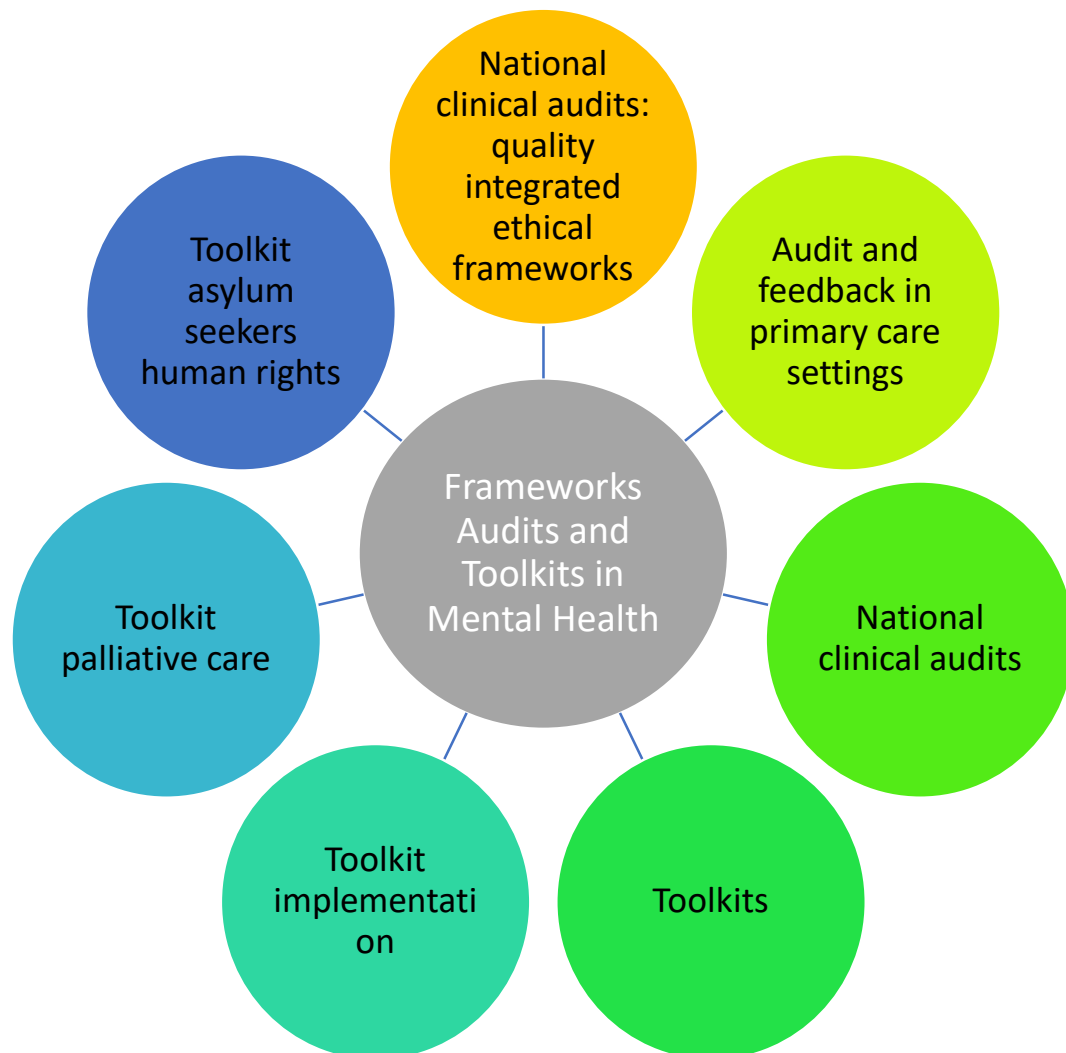 National
clinical audits:
quality
integrated
ethical
frameworks
Audit and
feedback in
primary care
settings
National
clinical audits
Toolkits
Toolkit
implementati
on
Toolkit
palliative care
Toolkit
asylum
seekers
human rights
Frameworks
Audits and
Toolkits in
Mental Health